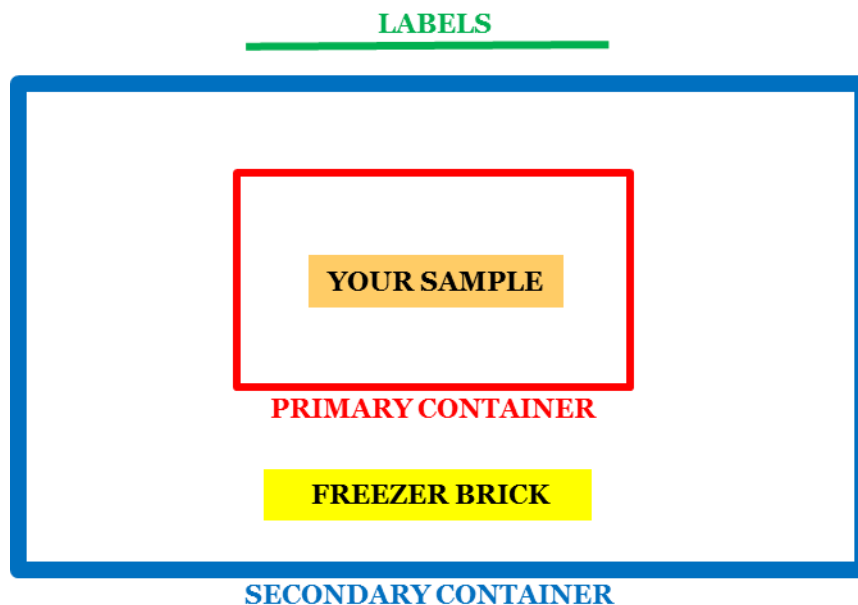 LABELS
YOUR SAMPLE
PRIMARY CONTAINER
FREEZER BRICK
SECONDARY CONTAINER